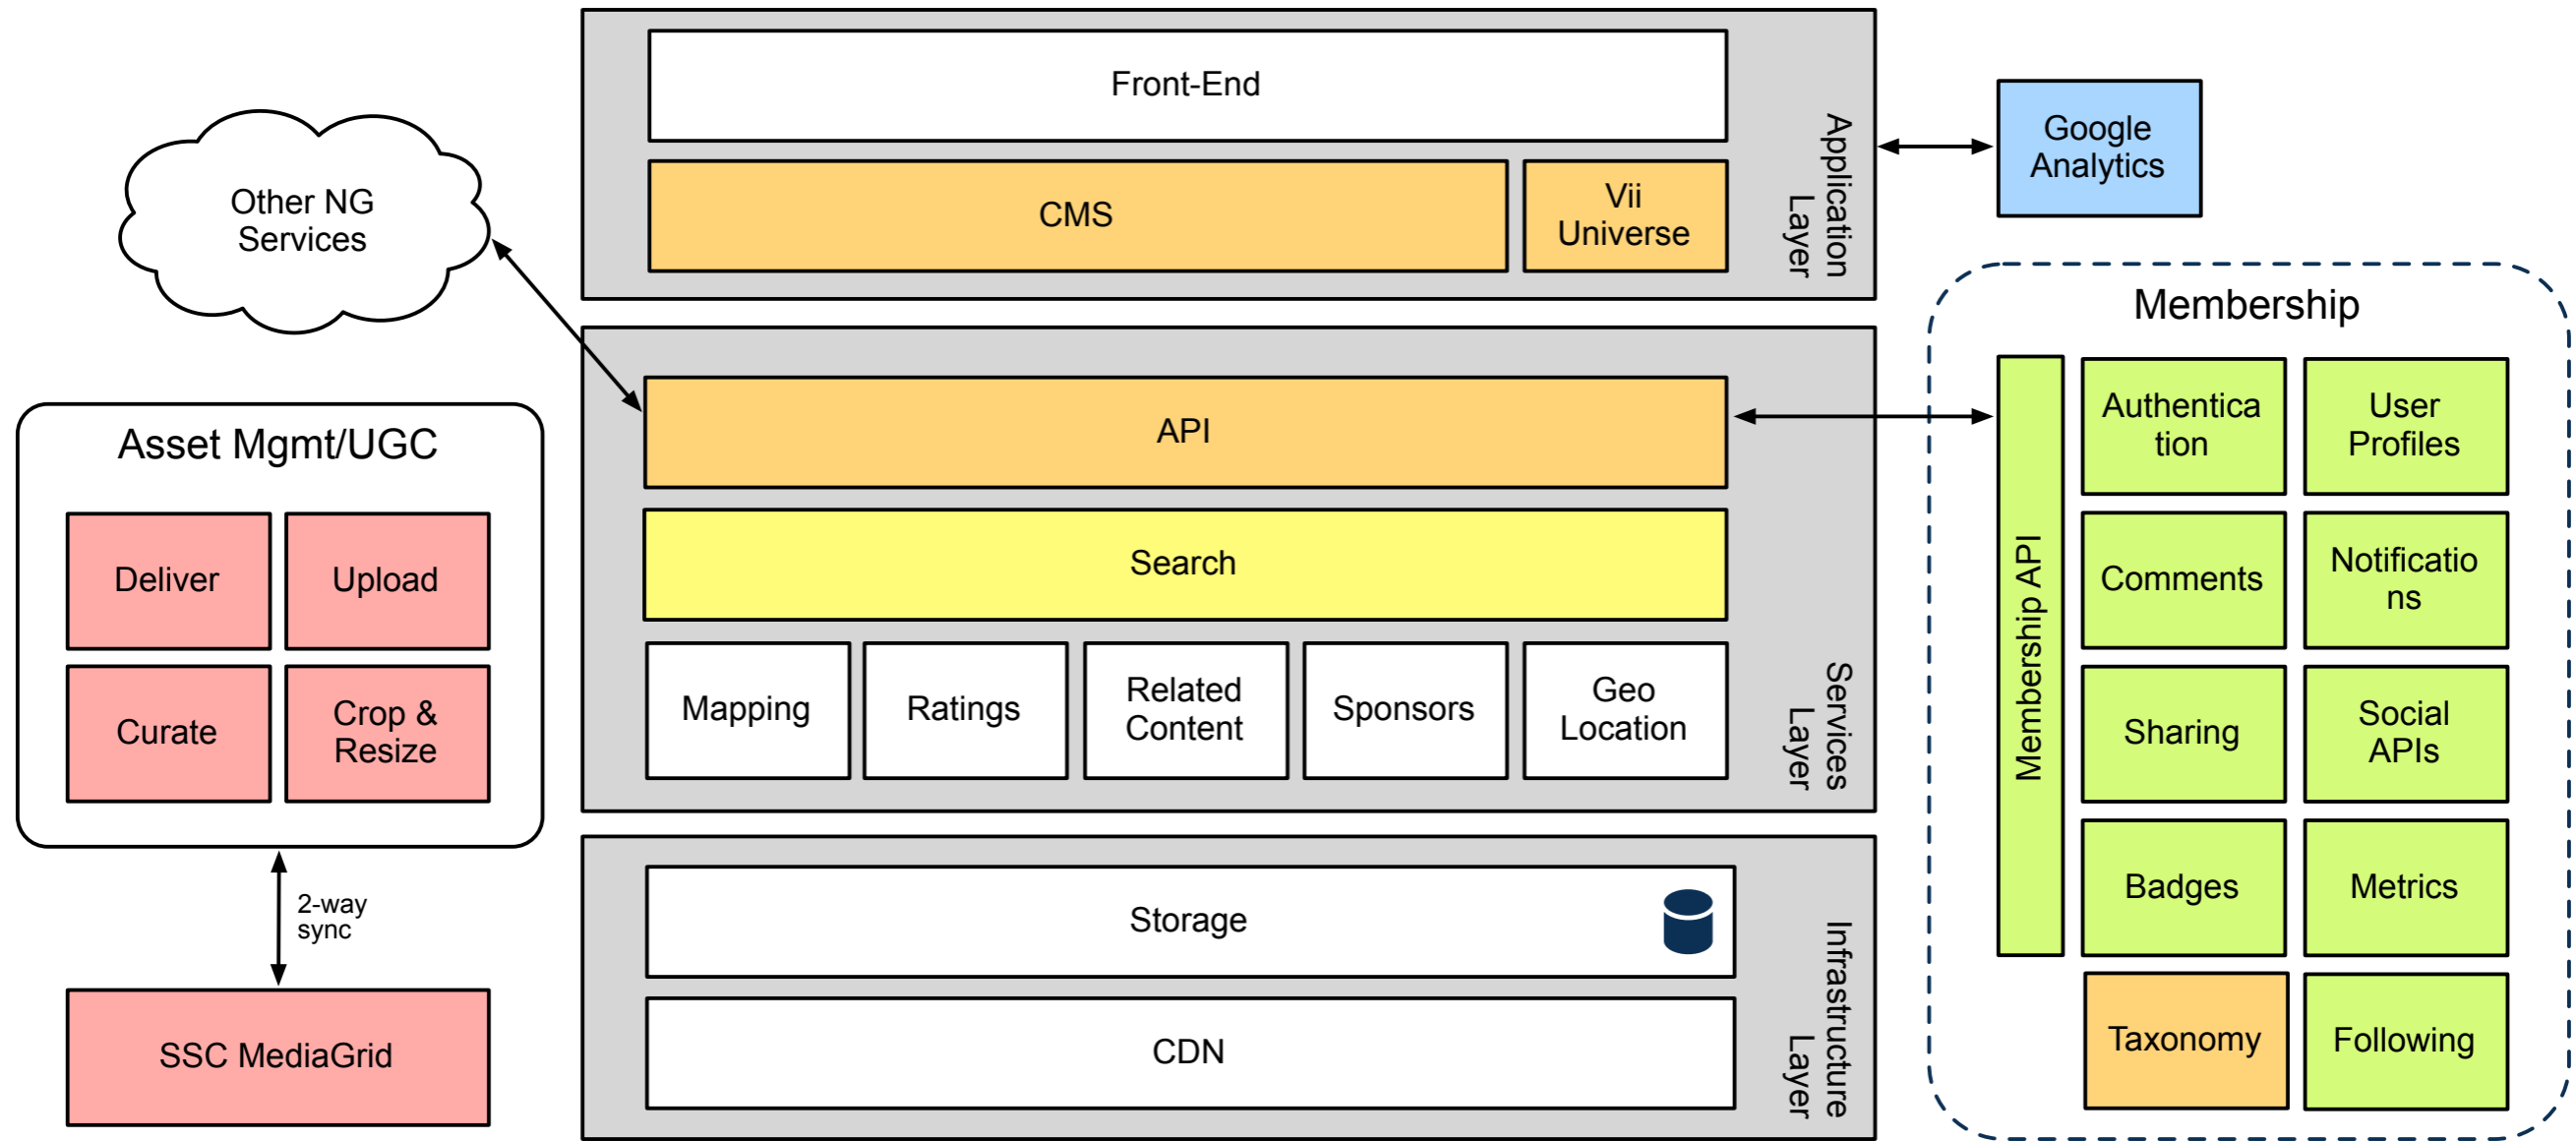 Front-End
CMS
Vii
Universe
Application
Layer
Google
Analytics
Other NG
Services
Asset Mgmt/UGC
Deliver
Upload
Curate
Crop &
Resize
2-way
sync
SSC MediaGrid
API
Search
Mapping
Ratings
Related
Content
Sponsors
Geo
Location
Services
Layer
Storage
CDN
Infrastructure
Layer
Membership
Membership API
Authentica
tion
User
Profiles
Comments
Notificatio
ns
Sharing
Social
APIs
Badges
Metrics
Taxonomy
Following